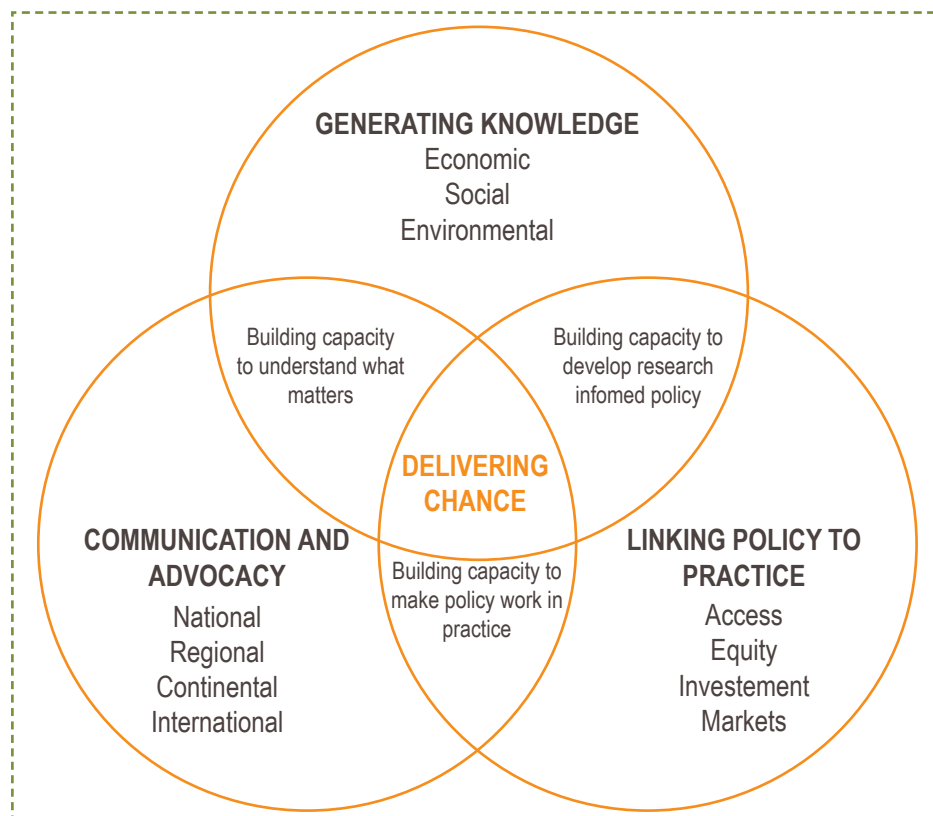 GENERATING KNOWLEDGE
Economic
Social
Environmental
Building capacity
to understand what
matters
Building capacity to
develop research
infomed policy
DELIVERING
CHANCE
COMMUNICATION AND
ADVOCACY
National
Regional
Continental
International
Building capacity to
make policy work in
practice
LINKING POLICY TO
PRACTICE
Access
Equity
Investement
Markets